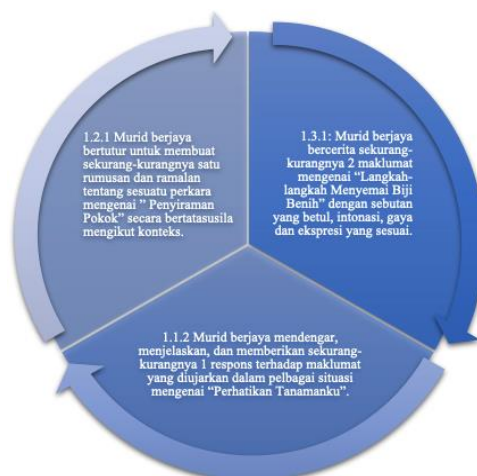 1.2.1 Murid berjaya
bertutur untuk membuat
sekurang-kurangnya satu
rumusan dan ramalan
tentang sesuatu perkara
mengenai ” Penyiraman
Pokok” secara bertatasusila
mengikut konteks.
1.3.1: Murid berjaya
bercerita sekurang-
kurangnya 2 maklumat
mengenai “Langkah-
langkah Menyemai Biji
Benih” dengan sebutan
yang betul, intonasi, gaya
dan ekspresi yang sesuai.
1.1.2 Murid berjaya mendengar,
menjelaskan, dan memberikan sekurang-
kurangnya 1 respons terhadap maklumat
yang diujarkan dalam pelbagai situasi
mengenai “Perhatikan Tanamanku”.